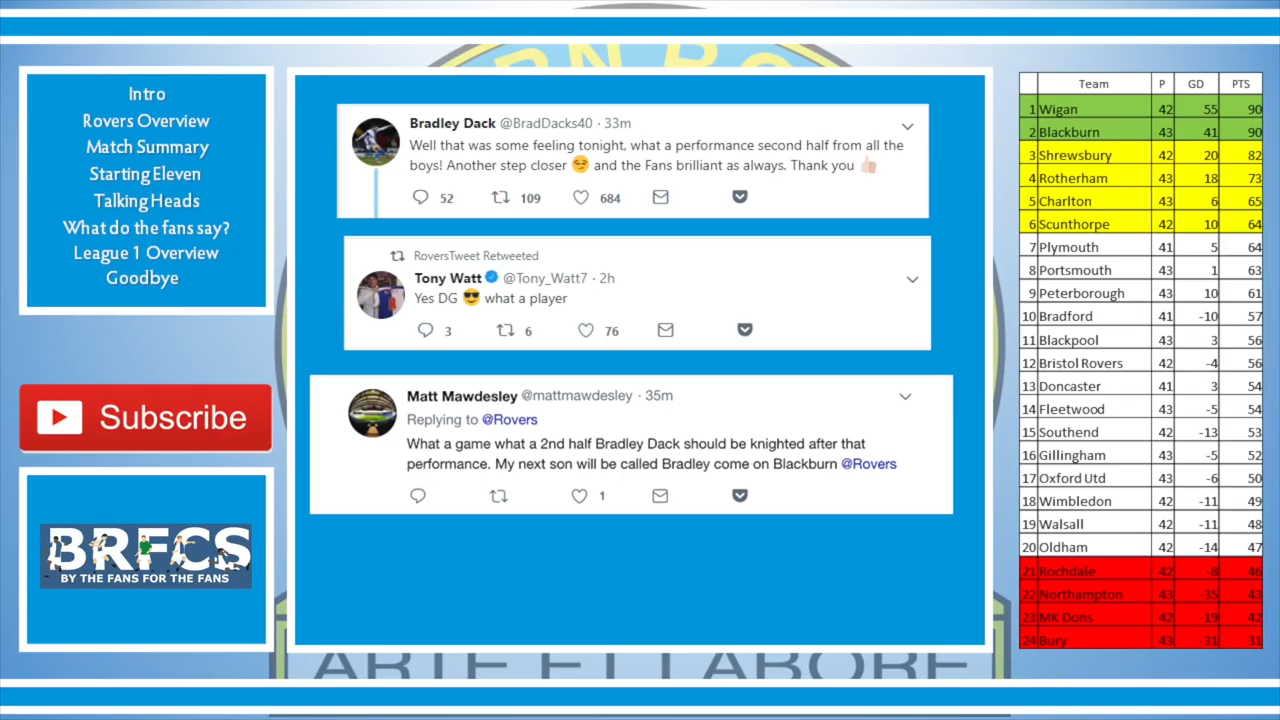 RN RO
Intro
Rovers Overview
Match Summary
Starting Eleven
Talking Heads
What do the fans say?
League 1 Overview
Goodbye
Subscribe
BRFCS
BY THE FANS FOR THE FANS
Bradley Dack @BradDacks40 · 33m
Well that was some feeling tonight, what a performance second half from all the
boys! Another step closer 😏 and the Fans brilliant as always. Thank you 👍🏻
52 109 684
RoversTweet Retweeted
Tony Watt @Tony_Watt7 · 2h
Yes DG 😎 what a player
3 6 76
Matt Mawdesley @mattmawdesley · 35m
Replying to @Rovers
What a game what a 2nd half Bradley Dack should be knighted after that
performance. My next son will be called Bradley come on Blackburn @Rovers
1
Team P GD PTS
1 Wigan 42 55 90
2 Blackburn 43 41 90
3 Shrewsbury 42 20 82
4 Rotherham 43 18 73
5 Charlton 43 6 65
6 Scunthorpe 42 10 64
7 Plymouth 41 5 64
8 Portsmouth 43 1 63
9 Peterborough 43 10 61
10 Bradford 41 -10 57
11 Blackpool 43 3 56
12 Bristol Rovers 42 -4 56
13 Doncaster 41 3 54
14 Fleetwood 43 -5 54
15 Southend 42 -13 53
16 Gillingham 43 -5 52
17 Oxford Utd 43 -6 50
18 Wimbledon 42 -11 49
19 Walsall 42 -11 48
20 Oldham 42 -14 47
21 Rochdale 42 -8 46
22 Northampton 43 -35 43
23 MK Dons 42 -19 42
24 Bury 43 -31 31
ARTE ET LABORE